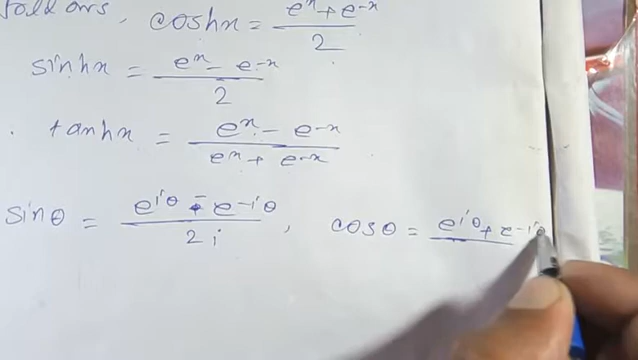 follows, coshx = e^x + e^-x / 2
sinhx = e^x - e^-x / 2
. tanhx = e^x - e^-x / e^x + e^-x
sinθ = e^iθ - e^-iθ / 2i , cosθ = e^iθ + e^-iθ